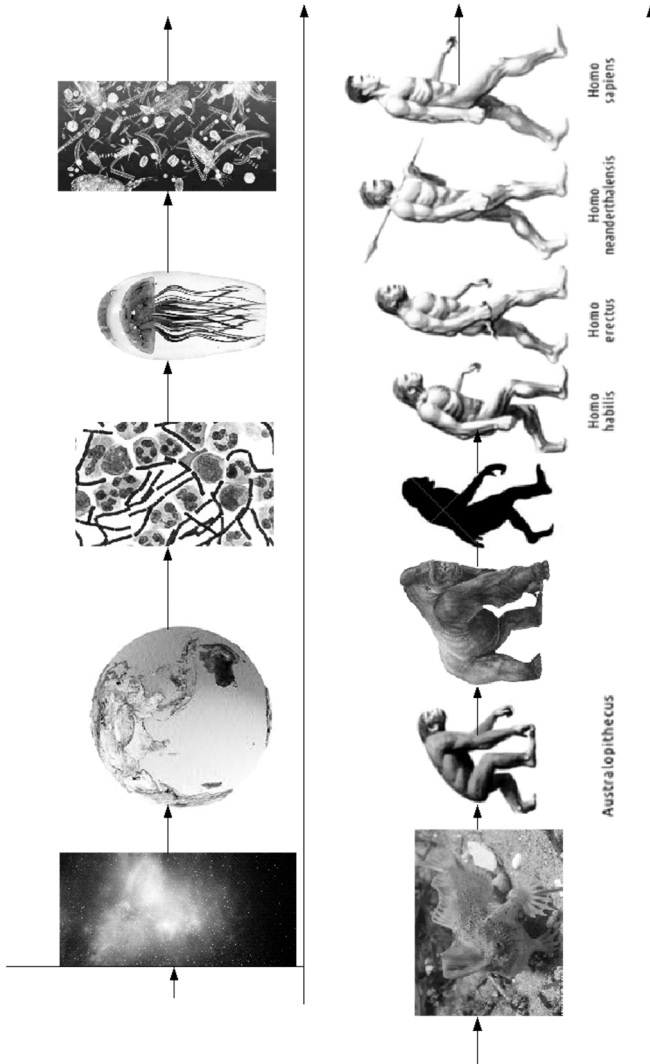 Homo
sapiens
Homo
neanderthalensis
Homo
erectus
Homo
habilis
Australopithecus